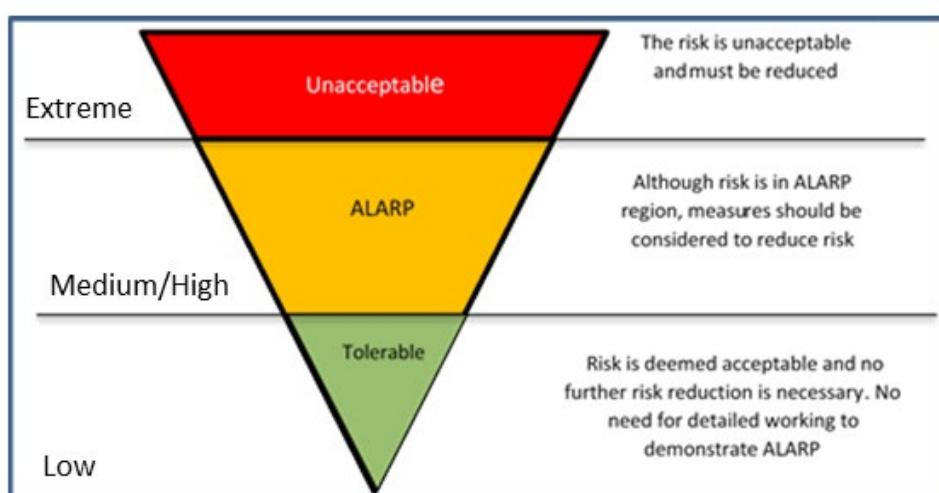 The risk is unacceptable
and must be reduced
Unacceptable
Extreme
Although risk is in ALARP
region, measures should be
considered to reduce risk
ALARP
Medium/High
Tolerable
Risk is deemed acceptable and no
further risk reduction is necessary. No
need for detailed working to
demonstrate ALARP
Low